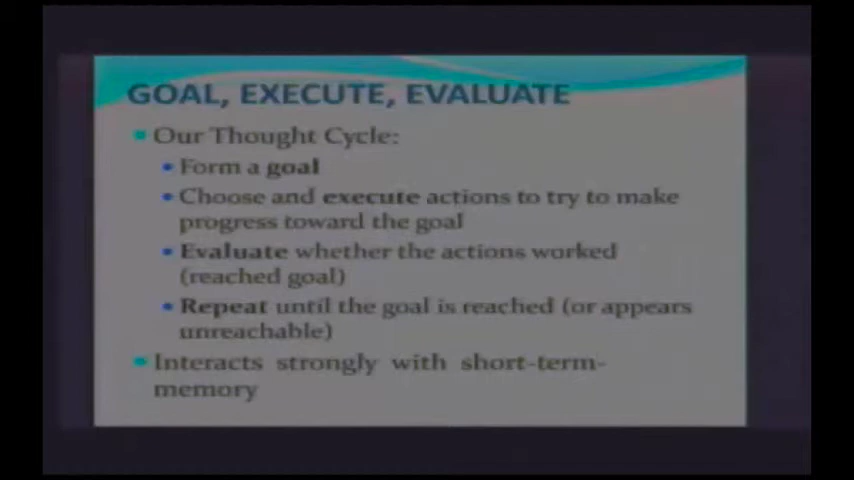 GOAL, EXECUTE, EVALUATE
Our Thought Cycle:
Form a goal
Choose and execute actions to try to make
progress toward the goal
Evaluate whether the actions worked
(reached goal)
Repeat until the goal is reached (or appears
unreachable)
Interacts strongly with short-term-
memory